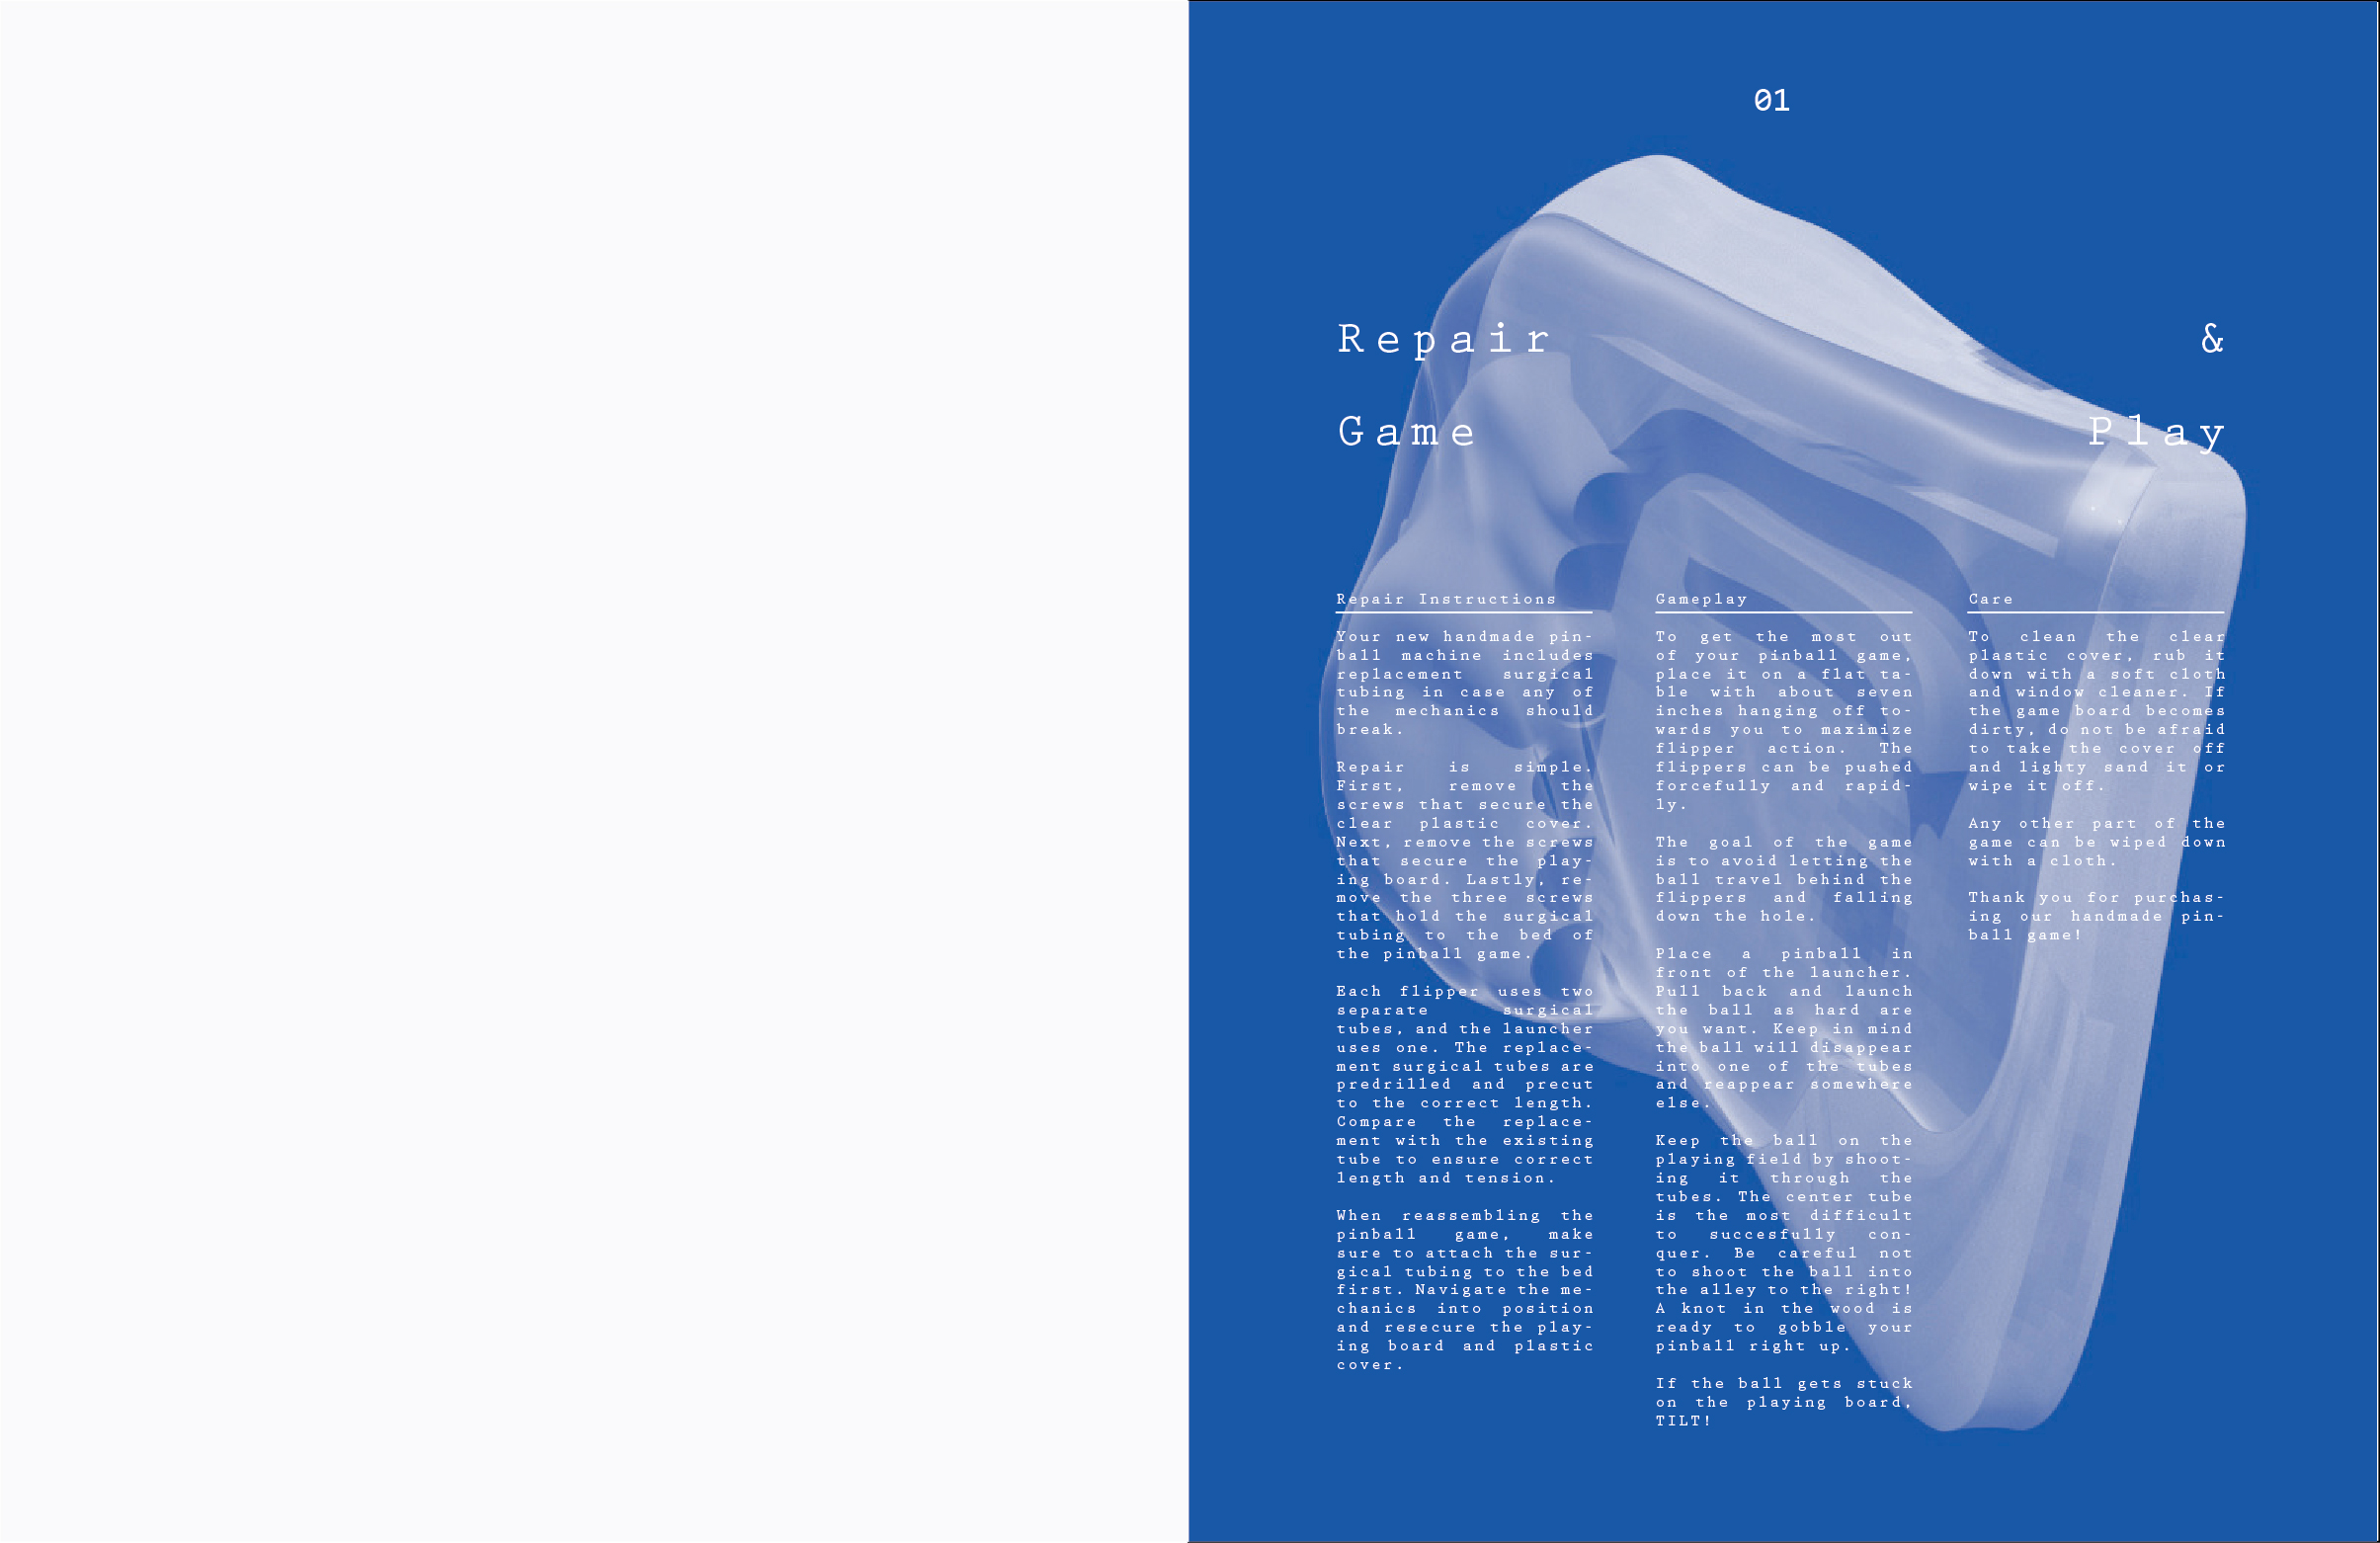 01
Repair &
Game Play
Repair Instructions
Your new handmade pin-
ball machine includes
replacement surgical
tubing in case any of
the mechanics should
break.
Repair is simple.
First, remove the
screws that secure the
clear plastic cover.
Next, remove the screws
that secure the play-
ing board. Lastly, re-
move the three screws
that hold the surgical
tubing to the bed of
the pinball game.
Each flipper uses two
separate surgical
tubes, and the launcher
uses one. The replace-
ment surgical tubes are
predrilled and precut
to the correct length.
Compare the replace-
ment with the existing
tube to ensure correct
length and tension.
When reassembling the
pinball game, make
sure to attach the sur-
gical tubing to the bed
first. Navigate the me-
chanics into position
and resecure the play-
ing board and plastic
cover.
Gameplay
To get the most out
of your pinball game,
place it on a flat ta-
ble with about seven
inches hanging off to-
wards you to maximize
flipper action. The
flippers can be pushed
forcefully and rapid-
ly.
The goal of the game
is to avoid letting the
ball travel behind the
flippers and falling
down the hole.
Place a pinball in
front of the launcher.
Pull back and launch
the ball as hard are
you want. Keep in mind
the ball will disappear
into one of the tubes
and reappear somewhere
else.
Keep the ball on the
playing field by shoot-
ing it through the
tubes. The center tube
is the most difficult
to succesfully con-
quer. Be careful not
to shoot the ball into
the alley to the right!
A knot in the wood is
ready to gobble your
pinball right up.
If the ball gets stuck
on the playing board,
TILT!
Care
To clean the clear
plastic cover, rub it
down with a soft cloth
and window cleaner. If
the game board becomes
dirty, do not be afraid
to take the cover off
and lighty sand it or
wipe it off.
Any other part of the
game can be wiped down
with a cloth.
Thank you for purchas-
ing our handmade pin-
ball game!